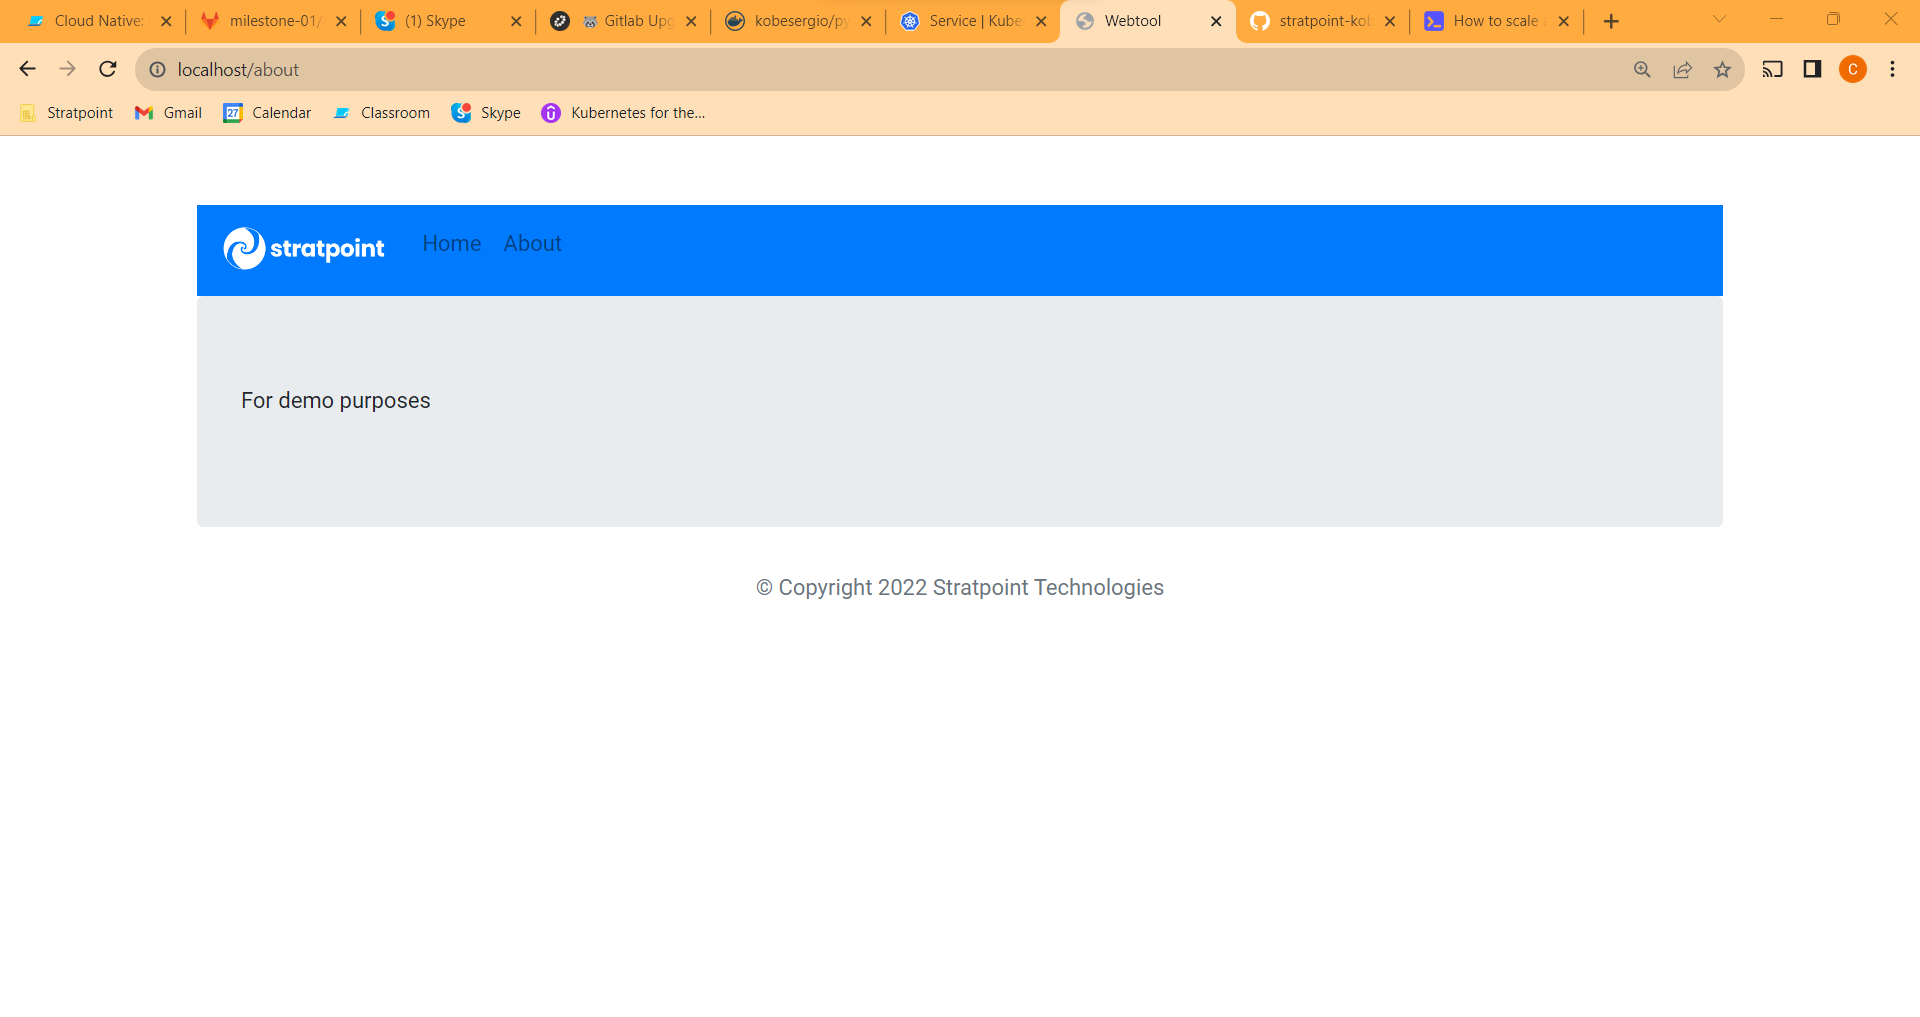 Cloud Native:
milestone-01/
(1) Skype
Gitlab Upg
kobesergio/py
Service | Kube
Webtool
stratpoint-kob
How to scale a
localhost/about
C
Stratpoint
Gmail
27
Calendar
Classroom
S
Skype
Kubernetes for the...
stratpoint
Home
About
For demo purposes
© Copyright 2022 Stratpoint Technologies